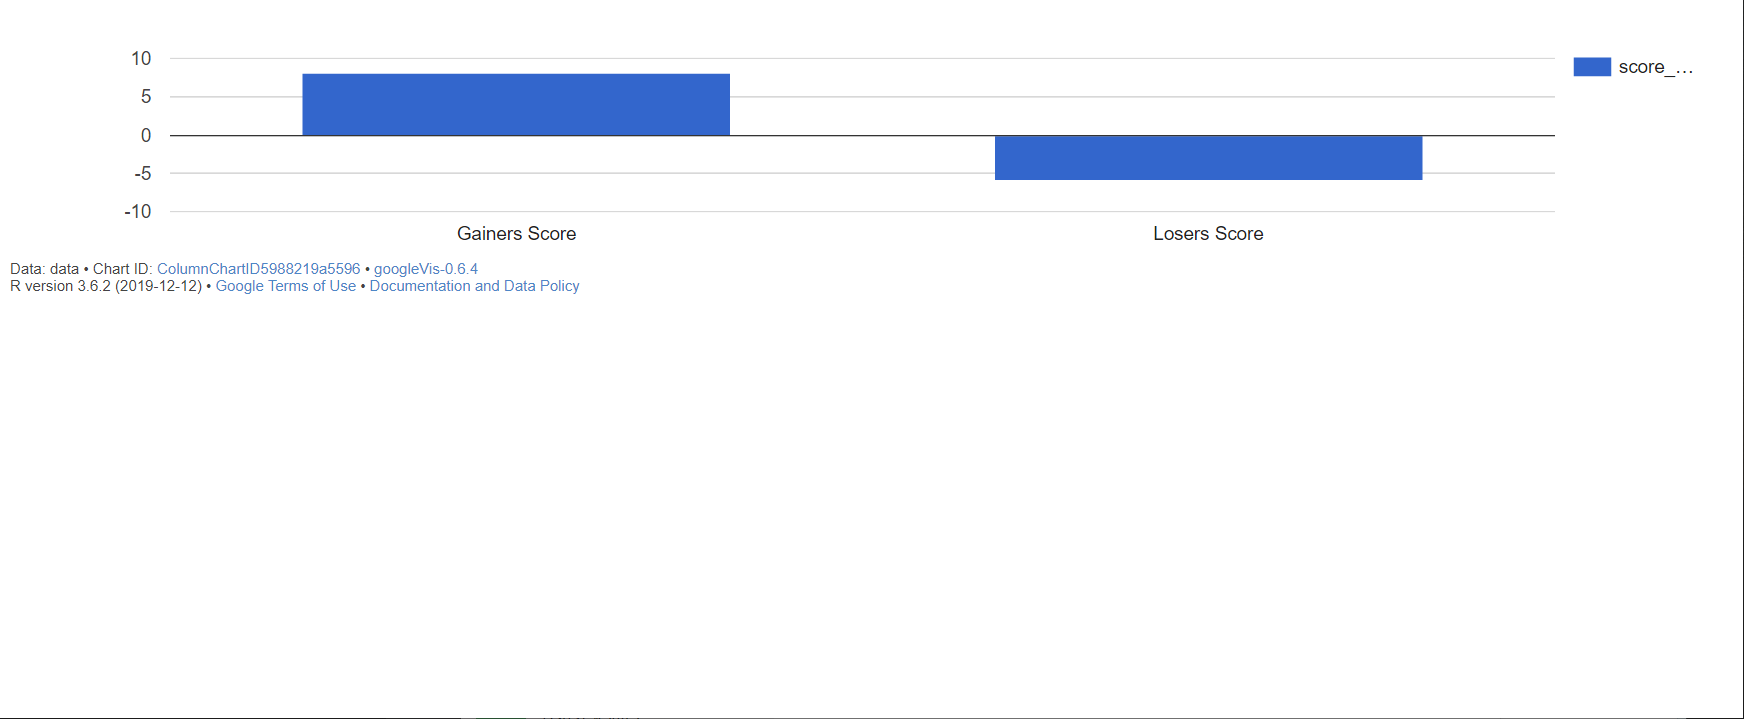 10
5
0
-5
-10
score_…
Gainers Score
Losers Score
Data: data • Chart ID: ColumnChartID5988219a5596 • googleVis-0.6.4
R version 3.6.2 (2019-12-12) • Google Terms of Use • Documentation and Data Policy